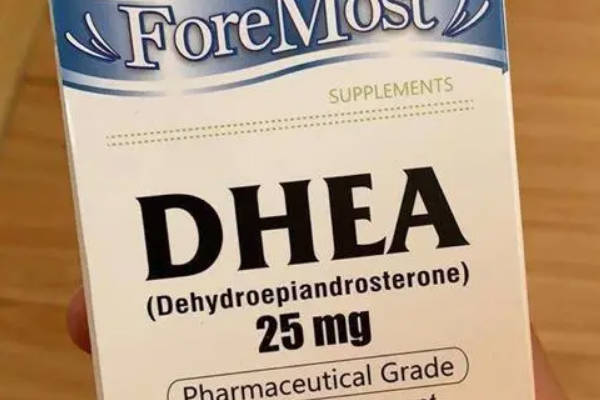 ForeMost
SUPPLEMENTS
DHEA
(Dehydroepiandrosterone)
25 mg
Pharmaceutical Grade